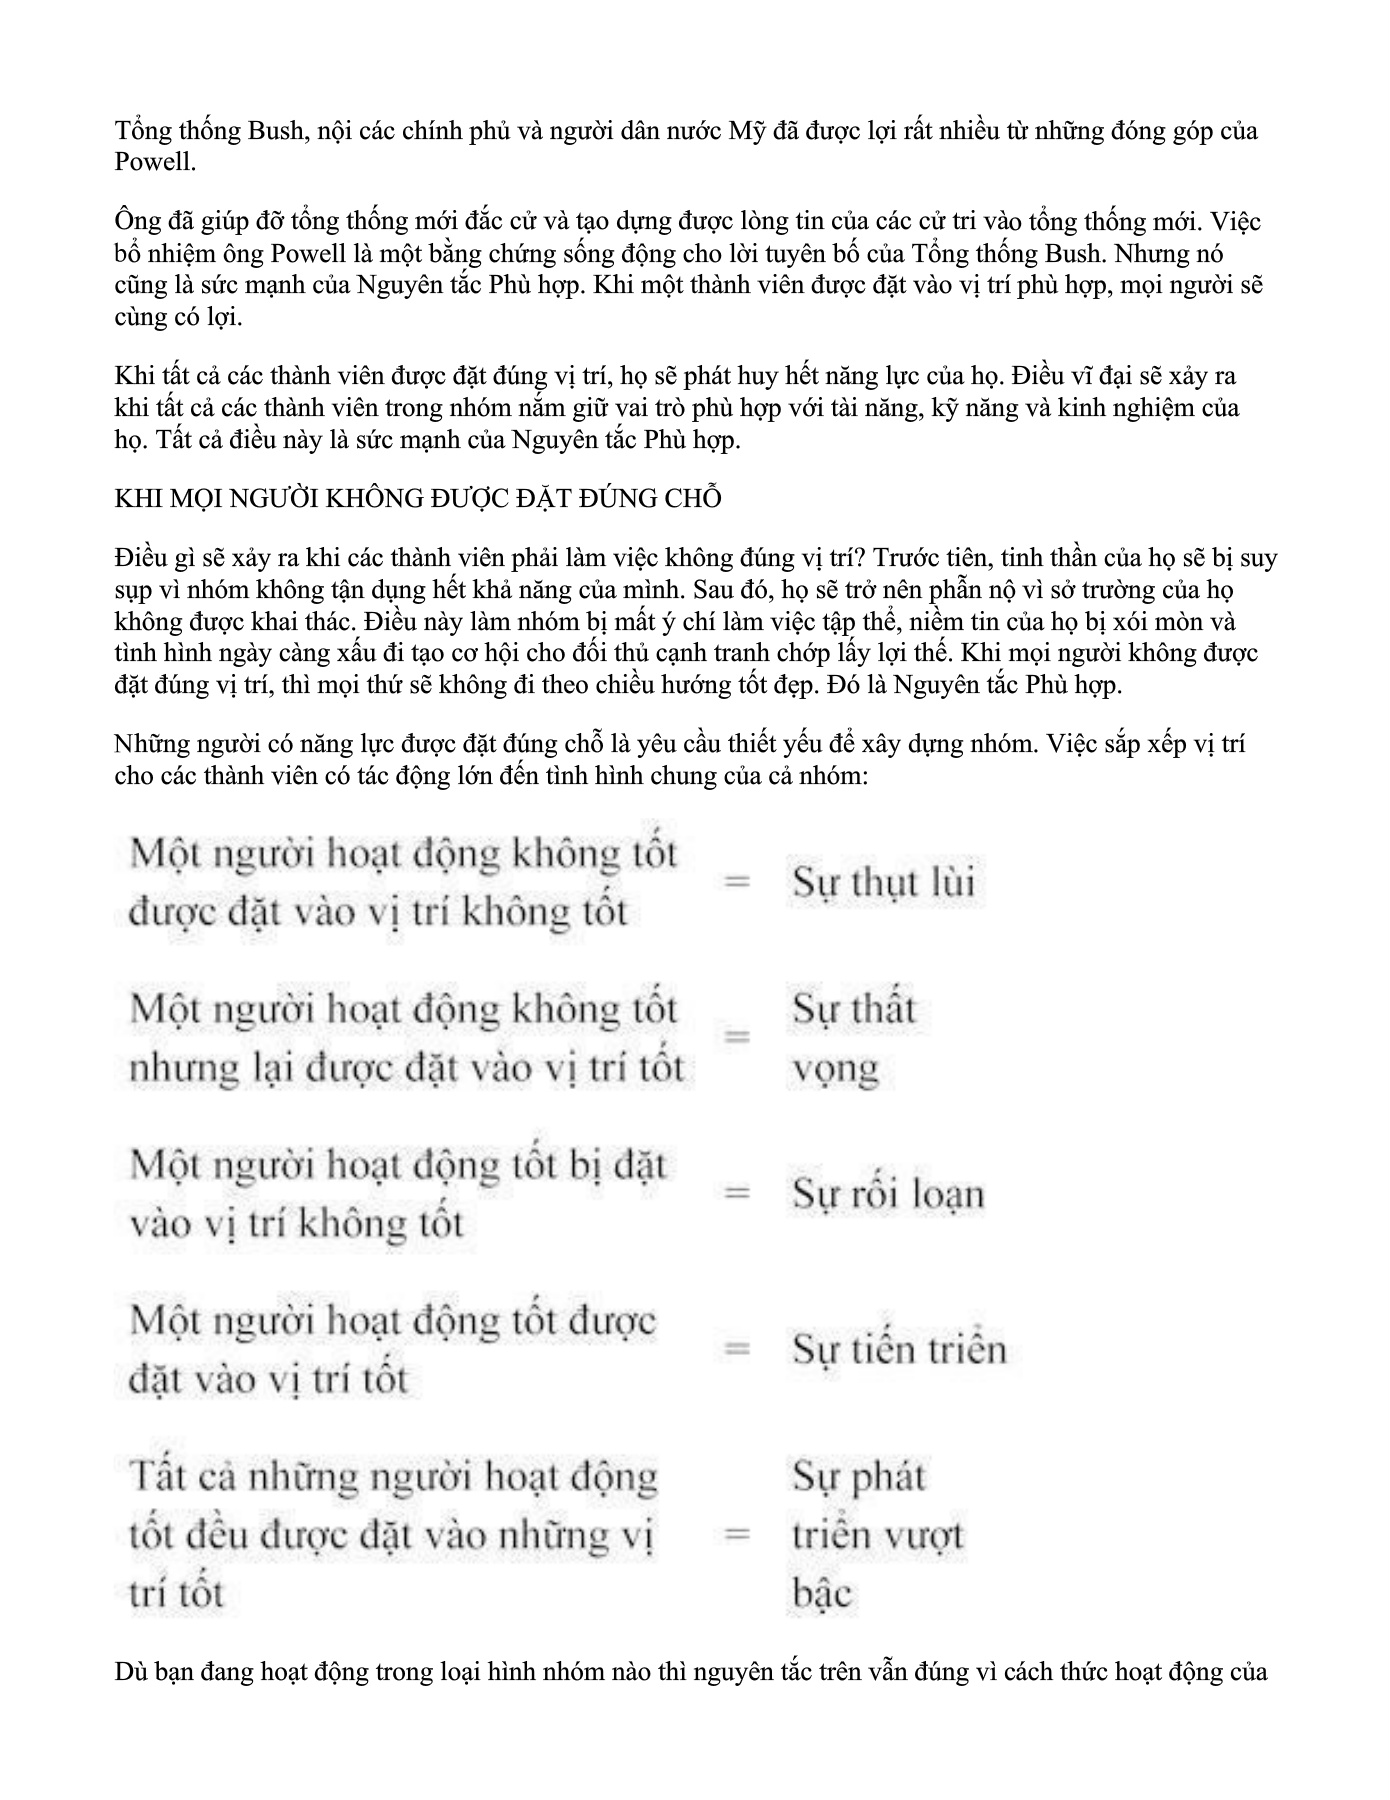 Tổng thống Bush, nội các chính phủ và người dân nước Mỹ đã được lợi rất nhiều từ những đóng góp của
Powell.
Ông đã giúp đỡ tổng thống mới đắc cử và tạo dựng được lòng tin của các cử tri vào tổng thống mới. Việc
bổ nhiệm ông Powell là một bằng chứng sống động cho lời tuyên bố của Tổng thống Bush. Nhưng nó
cũng là sức mạnh của Nguyên tắc Phù hợp. Khi một thành viên được đặt vào vị trí phù hợp, mọi người sẽ
cùng có lợi.
Khi tất cả các thành viên được đặt đúng vị trí, họ sẽ phát huy hết năng lực của họ. Điều vĩ đại sẽ xảy ra
khi tất cả các thành viên trong nhóm nắm giữ vai trò phù hợp với tài năng, kỹ năng và kinh nghiệm của
họ. Tất cả điều này là sức mạnh của Nguyên tắc Phù hợp.
KHI MỌI NGƯỜI KHÔNG ĐƯỢC ĐẶT ĐÚNG CHỖ
Điều gì sẽ xảy ra khi các thành viên phải làm việc không đúng vị trí? Trước tiên, tinh thần của họ sẽ bị suy
sụp vì nhóm không tận dụng hết khả năng của mình. Sau đó, họ sẽ trở nên phẫn nộ vì sở trường của họ
không được khai thác. Điều này làm nhóm bị mất ý chí làm việc tập thể, niềm tin của họ bị xói mòn và
tình hình ngày càng xấu đi tạo cơ hội cho đối thủ cạnh tranh chớp lấy lợi thế. Khi mọi người không được
đặt đúng vị trí, thì mọi thứ sẽ không đi theo chiều hướng tốt đẹp. Đó là Nguyên tắc Phù hợp.
Những người có năng lực được đặt đúng chỗ là yêu cầu thiết yếu để xây dựng nhóm. Việc sắp xếp vị trí
cho các thành viên có tác động lớn đến tình hình chung của cả nhóm:
Một người hoạt động không tốt
được đặt vào vị trí không tốt
= Sự thụt lùi
Một người hoạt động không tốt
nhưng lại được đặt vào vị trí tốt
= Sự thất
vọng
Một người hoạt động tốt bị đặt
vào vị trí không tốt
= Sự rối loạn
Một người hoạt động tốt được
đặt vào vị trí tốt
= Sự tiến triển
Tất cả những người hoạt động
tốt đều được đặt vào những vị
trí tốt
= Sự phát
triển vượt
bậc
Dù bạn đang hoạt động trong loại hình nhóm nào thì nguyên tắc trên vẫn đúng vì cách thức hoạt động của